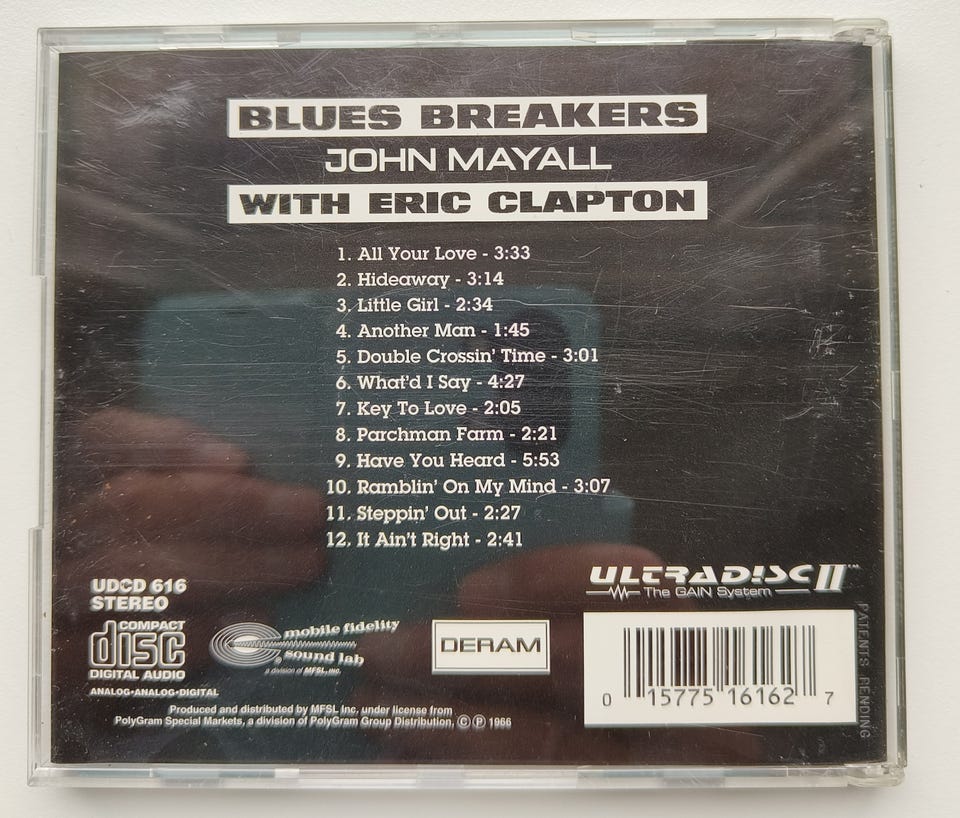 BLUES BREAKERS
JOHN MAYALL
WITH ERIC CLAPTON
1. All Your Love - 3:33
2. Hideaway - 3:14
3. Little Girl - 2:34
4. Another Man - 1:45
5. Double Crossin' Time - 3:01
6. What'd I Say - 4:27
7. Key To Love - 2:05
8. Parchman Farm - 2:21
9. Have You Heard - 5:53
10. Ramblin' On My Mind - 3:07
11. Steppin' Out - 2:27
12. It Ain't Right - 2:41
UDCD 616
STEREO
COMPACT
disc
DIGITAL AUDIO
ANALOG•ANALOG•DIGITAL
mobile fidelity
sound lab
a division of MFSL, INC.
DERAM
ULTRADISC II™
The GAIN System
0 15775 16162 7
PATENTS PENDING
Produced and distributed by MFSL Inc. under license from
PolyGram Special Markets, a division of PolyGram Group Distribution, © ℗ 1966